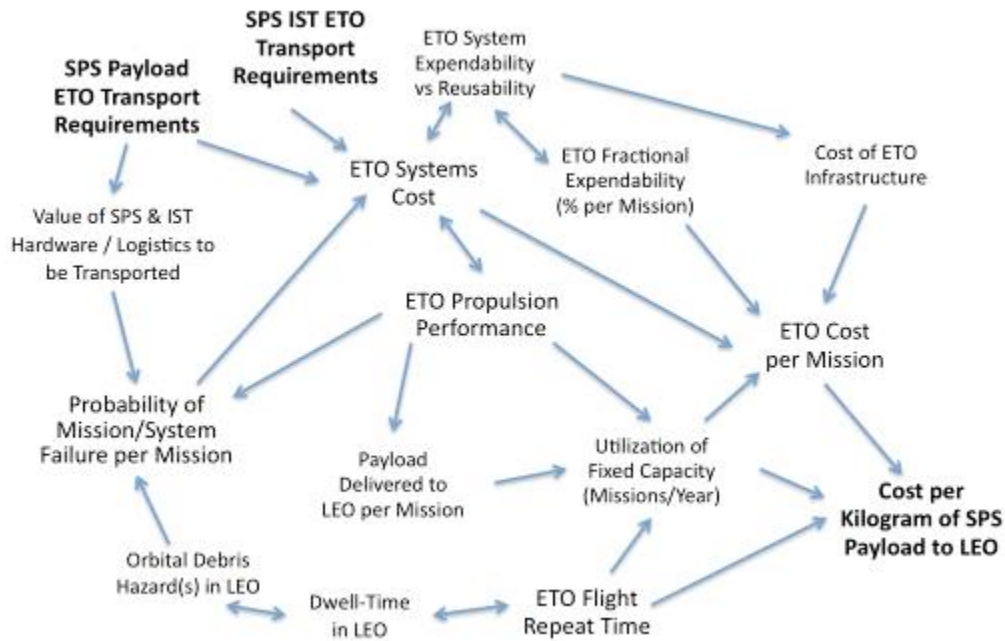 SPS IST ETO
Transport
Requirements
ETO System
Expendability
vs Reusability
SPS Payload
ETO Transport
Requirements
ETO Systems
Cost
ETO Fractional
Expendability
(% per Mission)
Cost of ETO
Infrastructure
Value of SPS & IST
Hardware / Logistics to
be Transported
ETO Propulsion
Performance
ETO Cost
per Mission
Probability of
Mission/System
Failure per Mission
Payload
Delivered to
LEO per Mission
Utilization of
Fixed Capacity
(Missions/Year)
Cost per
Kilogram of SPS
Payload to LEO
Orbital Debris
Hazard(s) in LEO
Dwell-Time
in LEO
ETO Flight
Repeat Time